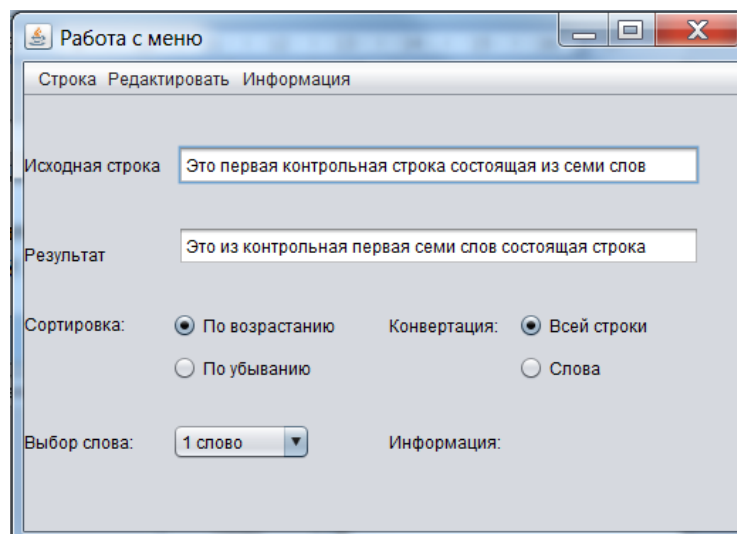 Работа с меню
Строка Редактировать Информация
Исходная строка Это первая контрольная строка состоящая из семи слов
Результат Это из контрольная первая семи слов состоящая строка
Сортировка: По возрастанию Конвертация: Всей строки
По убыванию Слова
Выбор слова: 1 слово Информация: